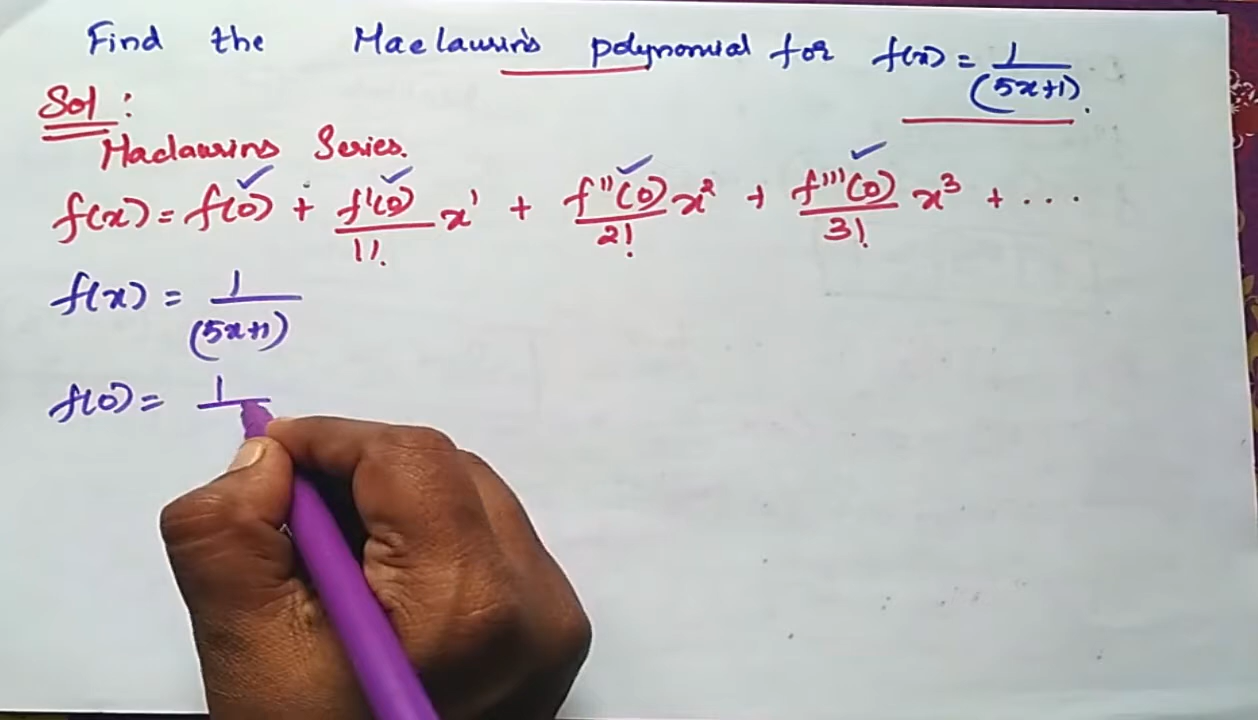 Find the Maclaurin's polynomial for f(x) = 1/(5x+1).
Sol :
Maclaurins Series.
f(x) = f(0) + f'(0)/1! x¹ + f''(0)/2! x² + f'''(0)/3! x³ + ...
f(x) = 1/(5x+1)
f(0) = 1